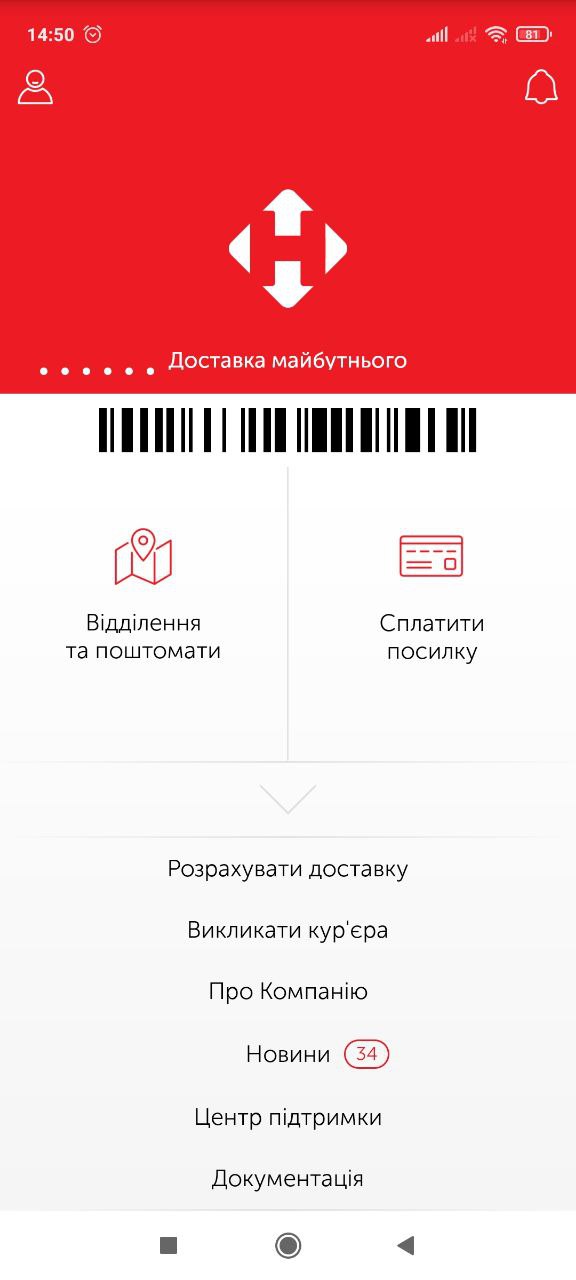 14:50
81
Доставка майбутнього
Відділення
та поштомати
Сплатити
посилку
Розрахувати доставку
Викликати кур'єра
Про Компанію
Новини 34
Центр підтримки
Документація